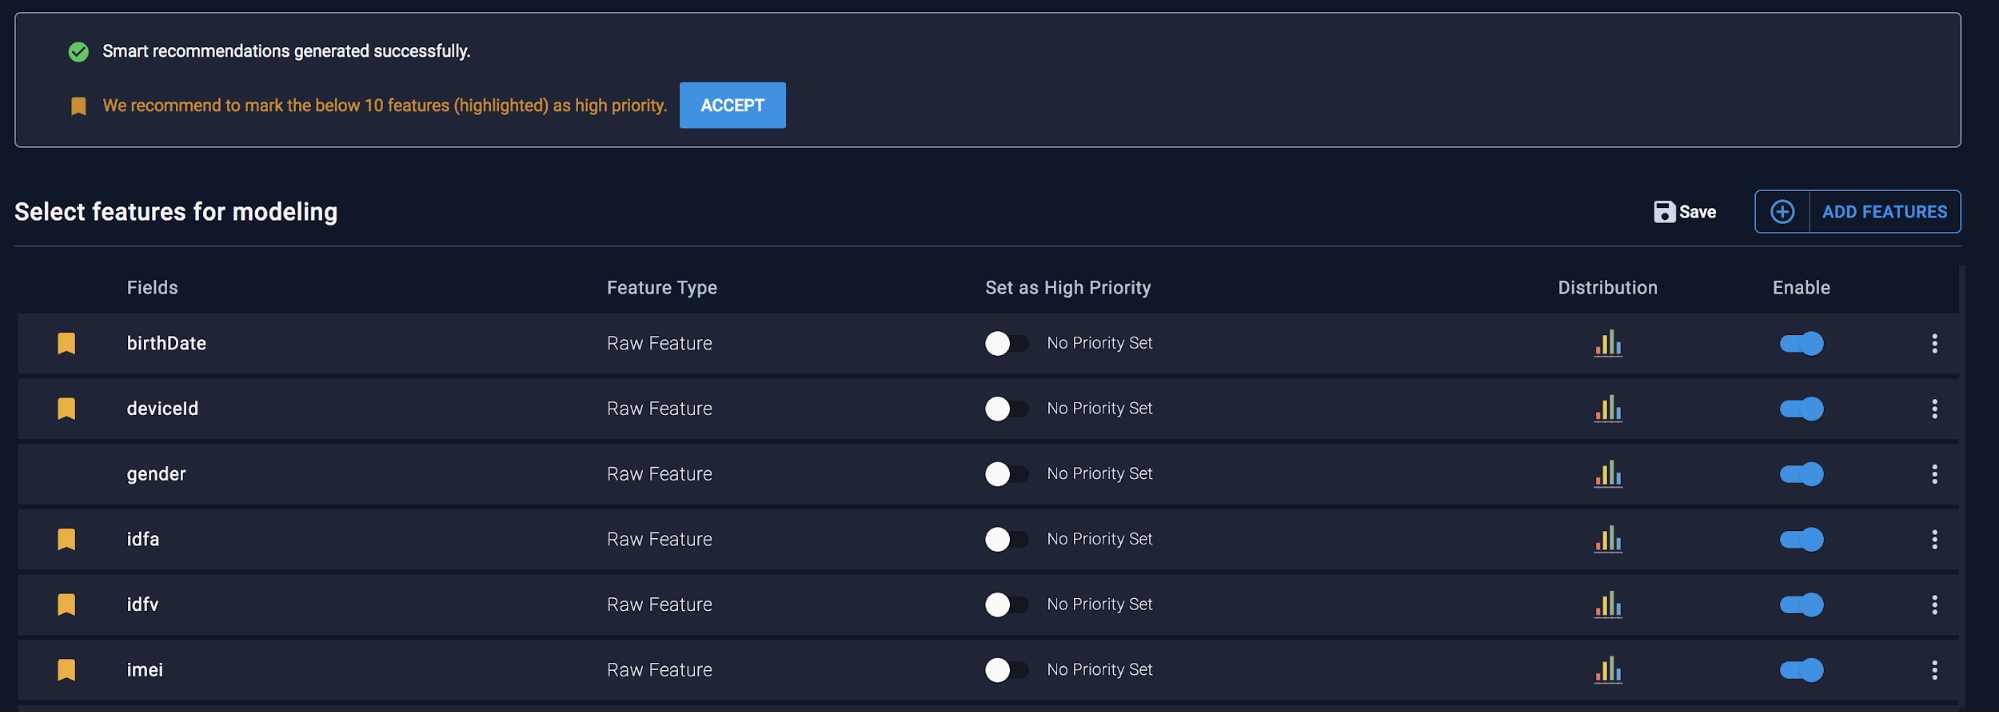 Smart recommendations generated successfully.
We recommend to mark the below 10 features (highlighted) as high priority. ACCEPT
Select features for modeling Save ADD FEATURES
Fields Feature Type Set as High Priority Distribution Enable
birthDate Raw Feature No Priority Set
deviceId Raw Feature No Priority Set
gender Raw Feature No Priority Set
idfa Raw Feature No Priority Set
idfv Raw Feature No Priority Set
imei Raw Feature No Priority Set